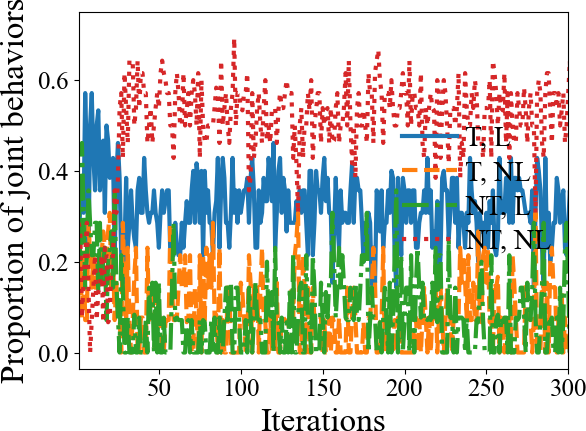 Proportion of joint behaviors
0.6
0.4
0.2
0.0
T, L
T, NL
NT, L
NT, NL
50
100
150
200
250
300
Iterations